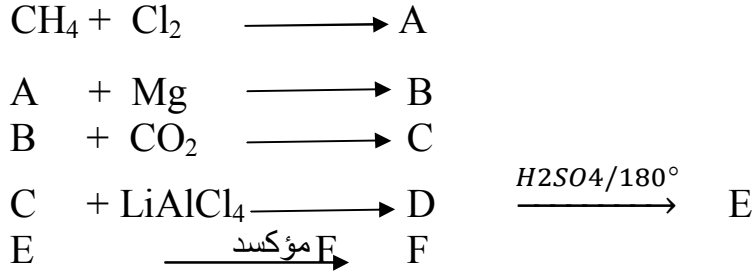 CH₄ + Cl₂ ⟶ A
A + Mg ⟶ B
B + CO₂ ⟶ C
C + LiAlCl₄ ⟶ D H2SO4/180° ⟶ E
E مؤكسد F ⟶ F